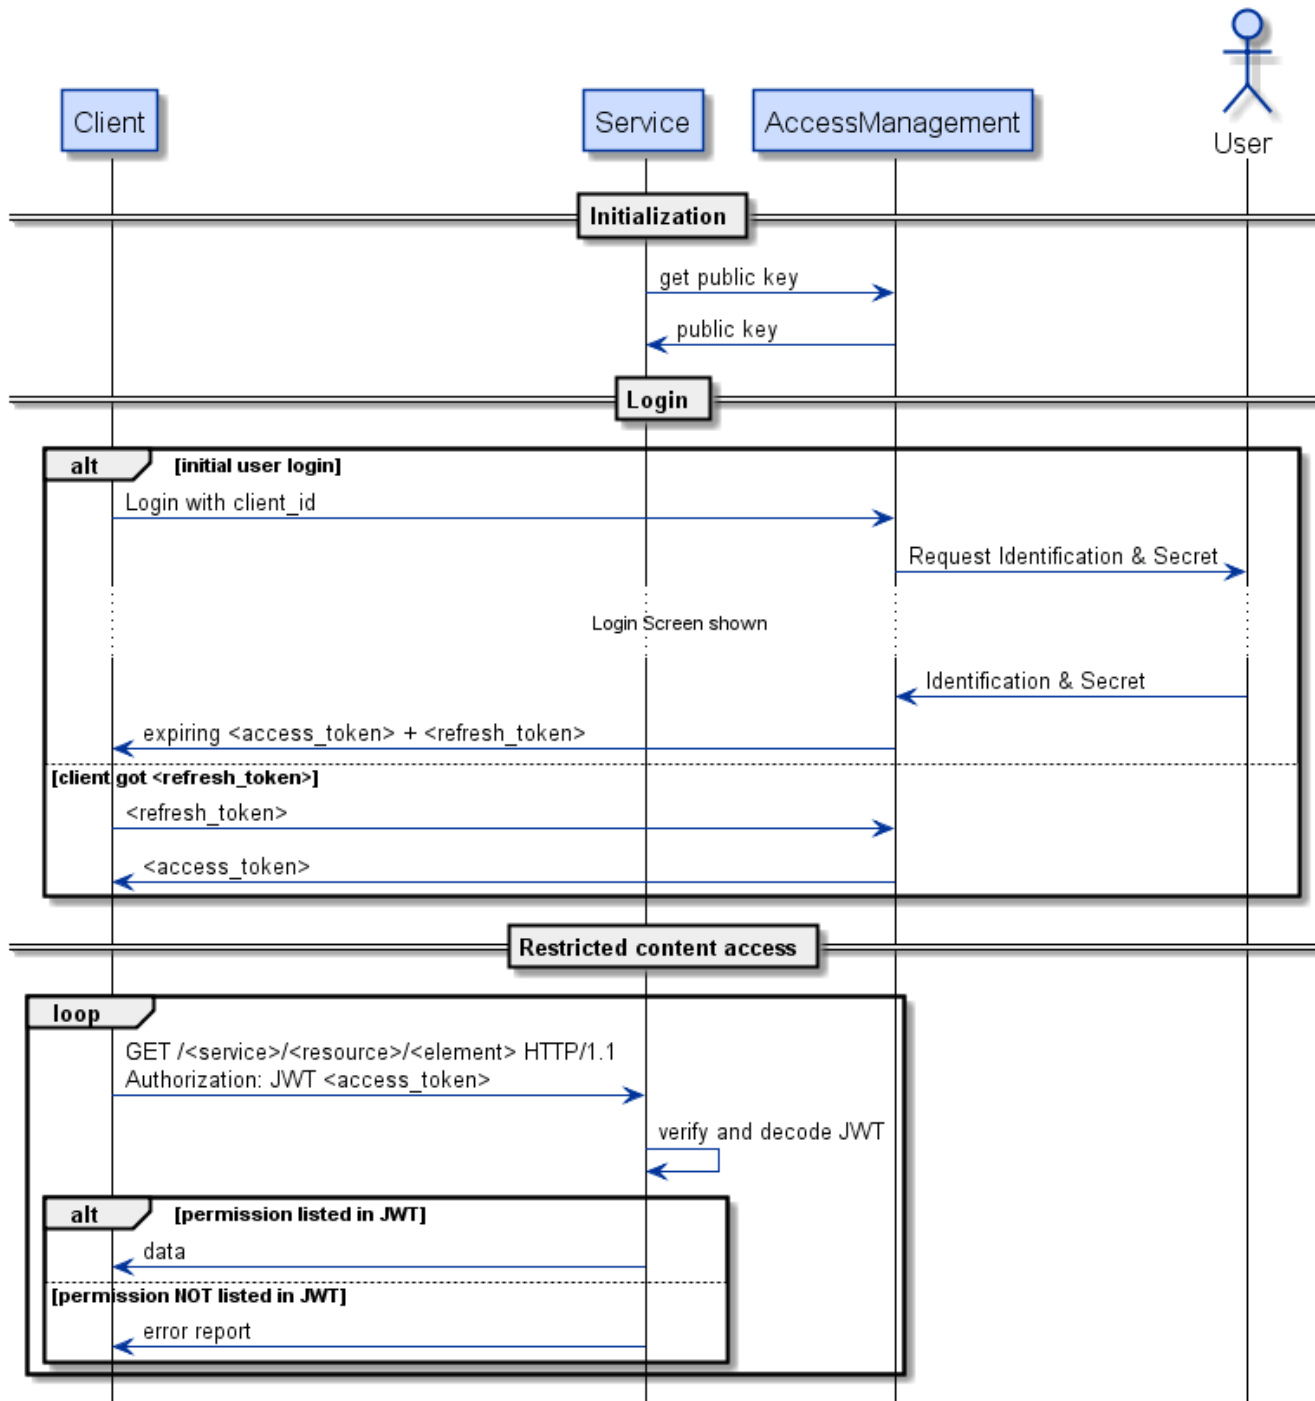 Client
Service
AccessManagement
User
Initialization
get public key
public key
Login
alt [initial user login]
Login with client_id
Request Identification & Secret
Login Screen shown
Identification & Secret
expiring <access_token> + <refresh_token>
[client got <refresh_token>]
<refresh_token>
<access_token>
Restricted content access
loop
GET /<service>/<resource>/<element> HTTP/1.1
Authorization: JWT <access_token>
verify and decode JWT
alt [permission listed in JWT]
data
[permission NOT listed in JWT]
error report